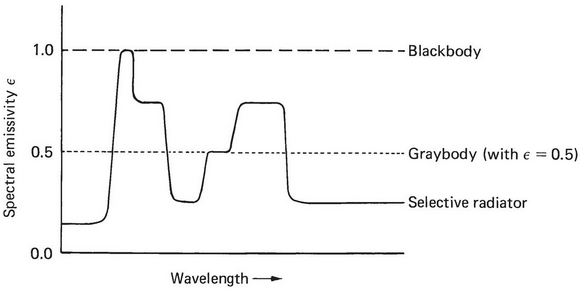 1.0
Blackbody
Spectral emissivity ϵ
0.5
Graybody (with ϵ = 0.5)
Selective radiator
0.0
Wavelength